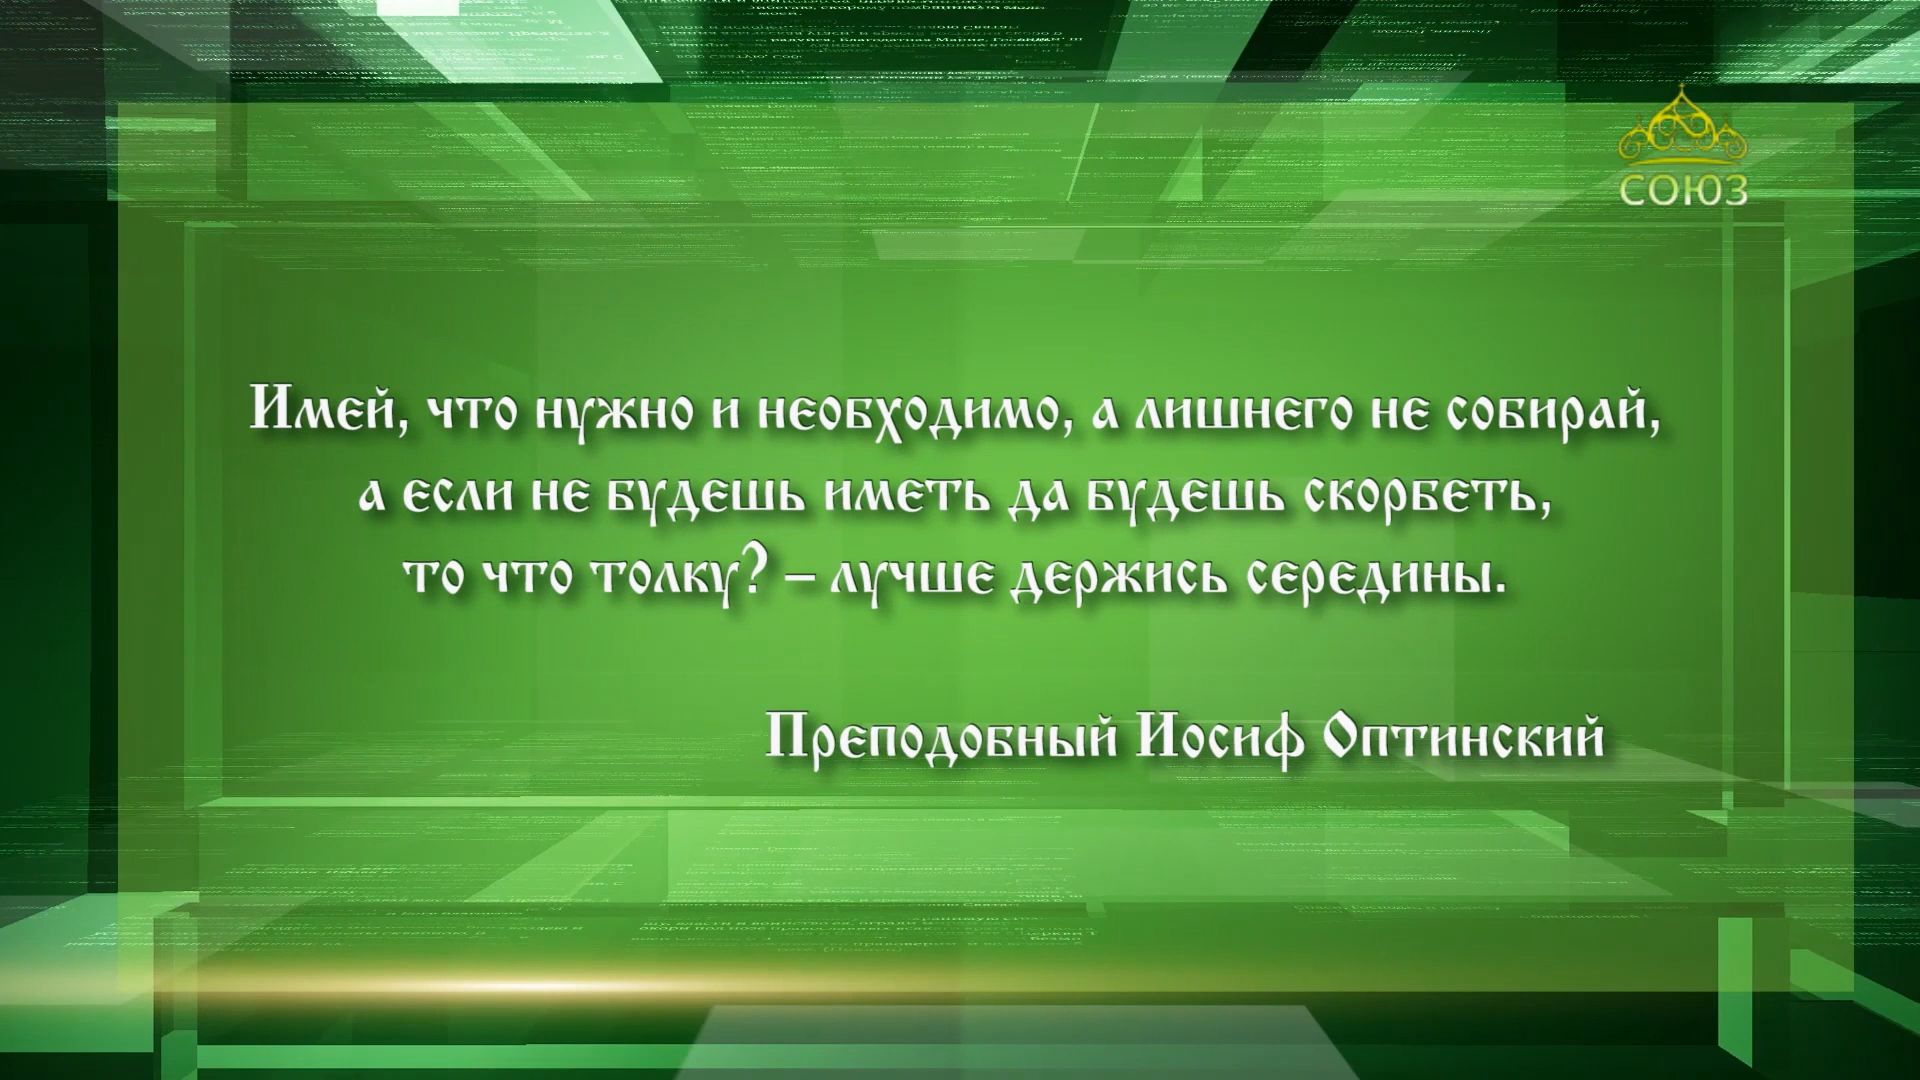 СОЮЗ
Имей, что нужно и необходимо, а лишнего не собирай,
а если не будешь иметь да будешь скорбеть,
то что толку? – лучше держись середины.
Преподобный Иосиф Оптинский